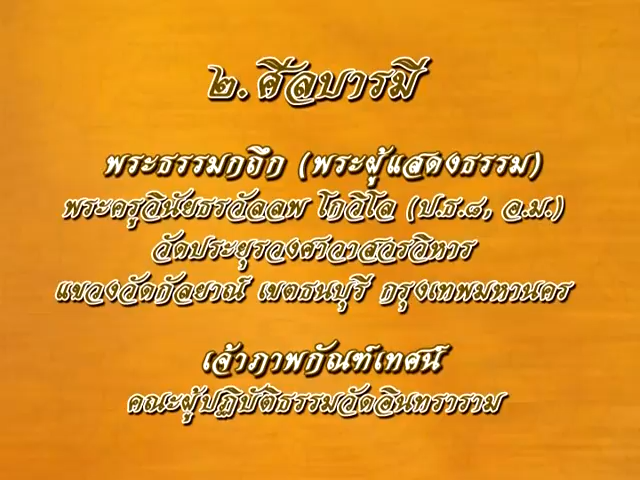 ๒.ศีลบารมี
พระธรรมกถึก (พระผู้แสดงธรรม)
พระครูวินัยธรวัลลพ โกวิโล (ป.ธ.๘, อ.ม.)
วัดประยุรวงศาวาสวรวิหาร
แขวงวัดกัลยาณ์ เขตธนบุรี กรุงเทพมหานคร
เจ้าภาพกัณฑ์เทศน์
คณะผู้ปฏิบัติธรรมวัดอินทราราม